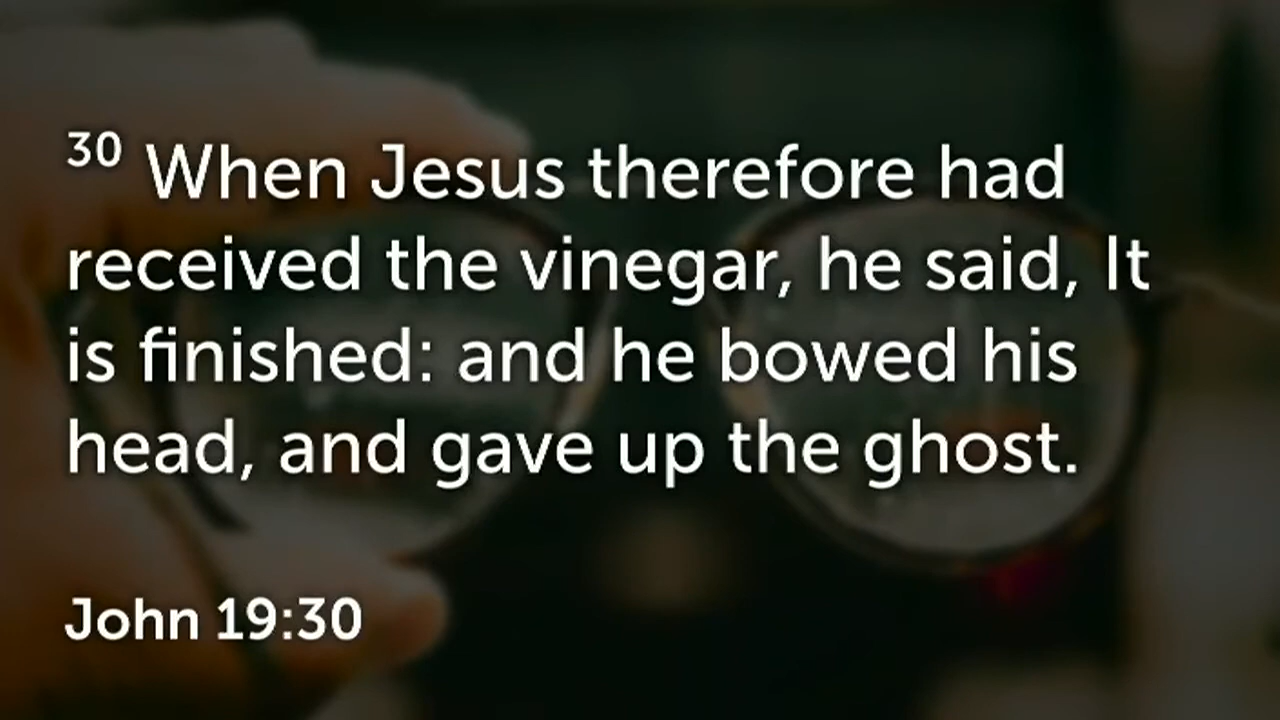 30 When Jesus therefore had
received the vinegar, he said, It
is finished: and he bowed his
head, and gave up the ghost.
John 19:30